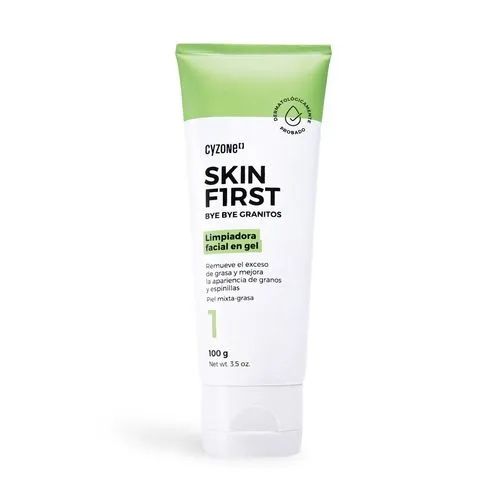 DERMATOLÓGICAMENTE
PROBADO
cyzone[]
SKIN
F1RST
BYE BYE GRANITOS
Limpiadora
facial en gel
Remueve el exceso
de grasa y mejora
la apariencia de granos
y espinillas
Piel mixta-grasa
1
100 g
Net wt. 3.5 oz.